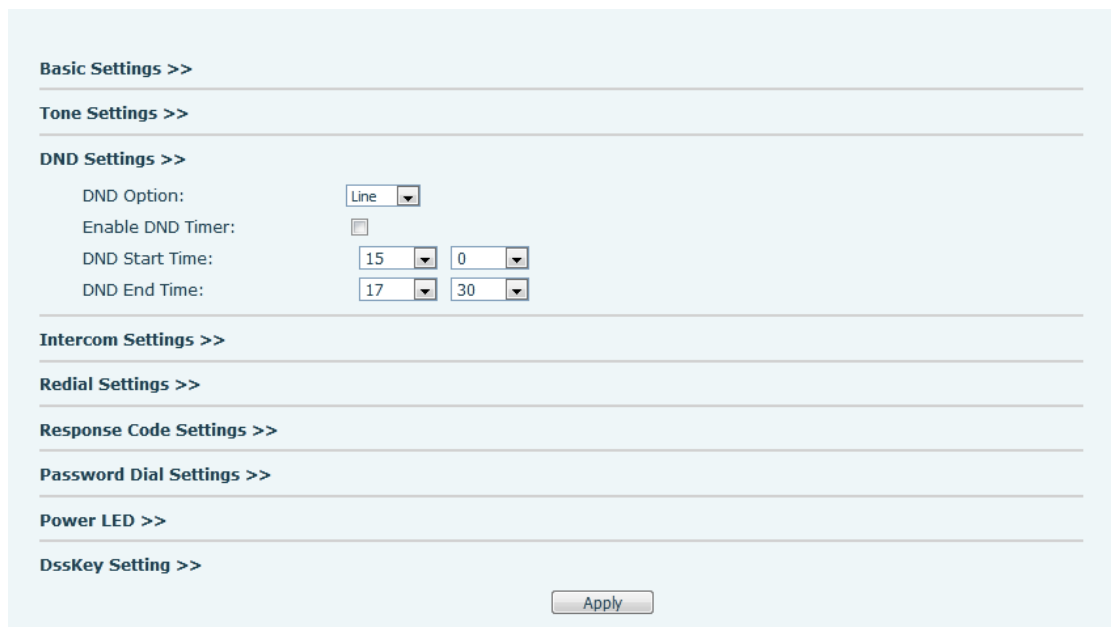 Basic Settings >>
Tone Settings >>
DND Settings >>
DND Option: Line
Enable DND Timer:
DND Start Time: 15 0
DND End Time: 17 30
Intercom Settings >>
Redial Settings >>
Response Code Settings >>
Password Dial Settings >>
Power LED >>
DssKey Setting >>
Apply